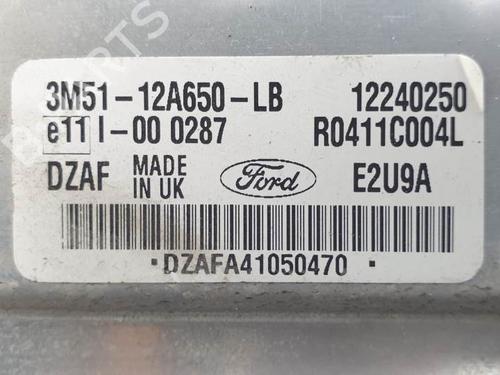 3M51-12A650-LB 12240250
e11 I-00 0287 R0411C004L
DZAF MADE IN UK Ford E2U9A
·DZAFA41050470·